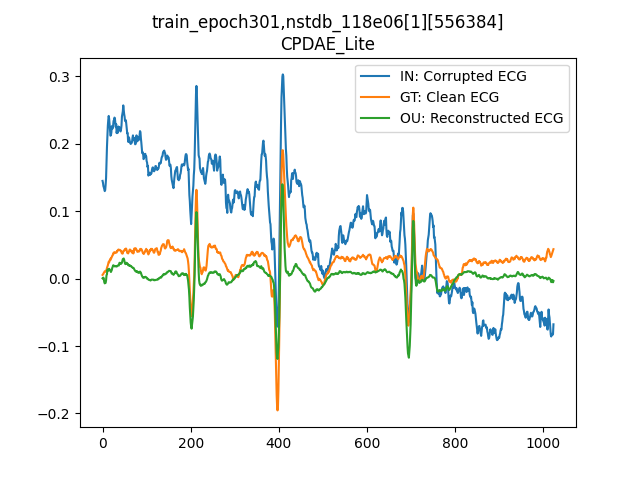 train_epoch301,nstdb_118e06[1][556384]
CPDAE_Lite
IN: Corrupted ECG
GT: Clean ECG
OU: Reconstructed ECG
0.3
0.2
0.1
0.0
−0.1
−0.2
0 200 400 600 800 1000